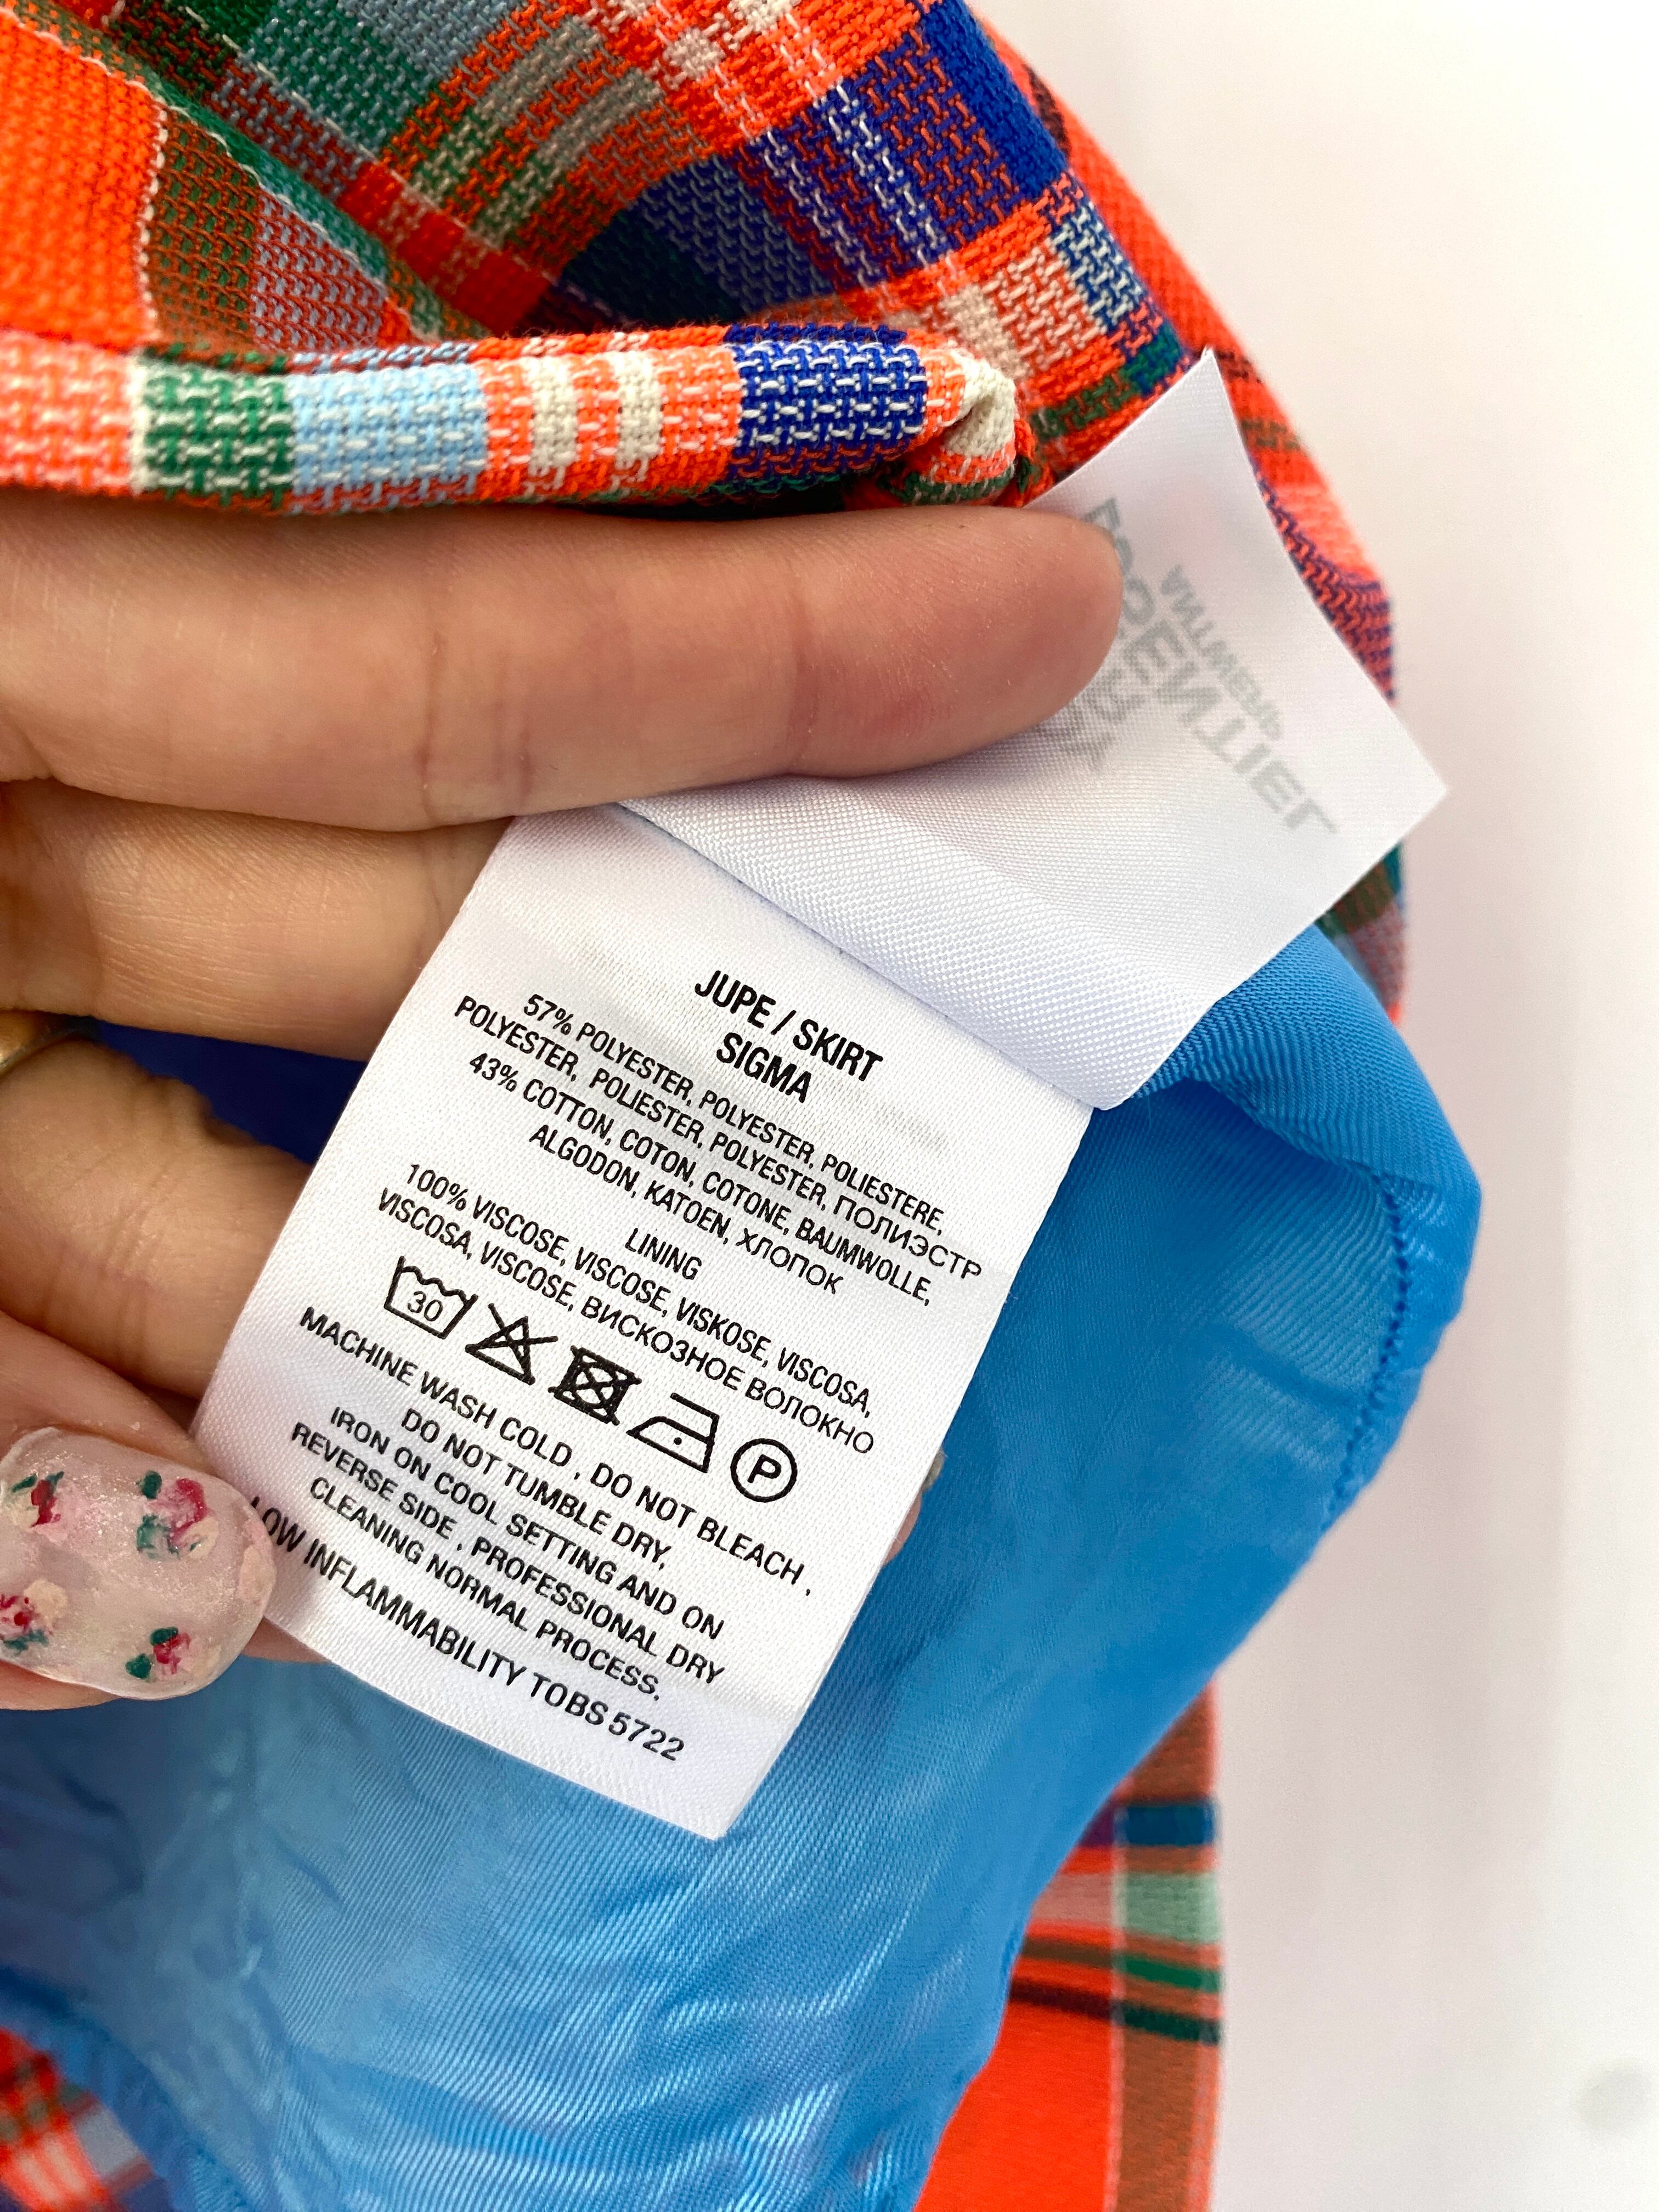 JUPE / SKIRT
SIGMA
57% POLYESTER, POLYESTER, POLIESTERE,
POLYESTER, POLIESTER, POLYESTER, ПОЛИЭСТР
43% COTTON, COTON, COTONE, BAUMWOLLE,
ALGODON, KATOEN, ХЛОПОК
LINING
100% VISCOSE, VISCOSE, VISKOSE, VISCOSA,
VISCOSA, VISCOSE, ВИСКОЗНОЕ ВОЛОКНО
30 P
MACHINE WASH COLD , DO NOT BLEACH ,
DO NOT TUMBLE DRY,
IRON ON COOL SETTING AND ON
REVERSE SIDE , PROFESSIONAL DRY
CLEANING NORMAL PROCESS.
LOW INFLAMMABILITY TO BS 5722